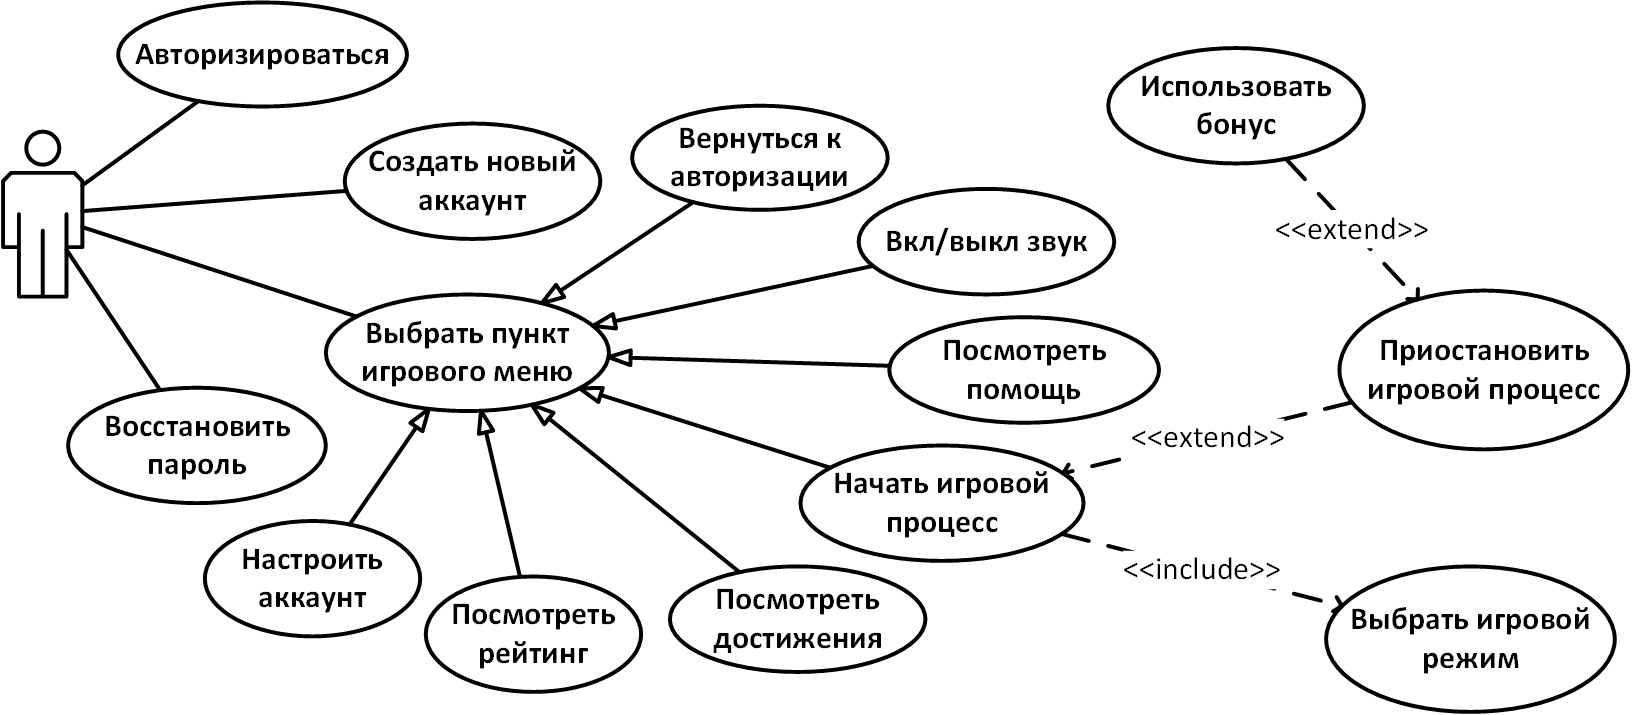 Авторизироваться
Использовать
бонус
Создать новый
аккаунт
Вернуться к
авторизации
Вкл/выкл звук
<<extend>>
Выбрать пункт
игрового меню
Посмотреть
помощь
Приостановить
игровой процесс
Восстановить
пароль
<<extend>>
Начать игровой
процесс
Настроить
аккаунт
Посмотреть
рейтинг
Посмотреть
достижения
<<include>>
Выбрать игровой
режим